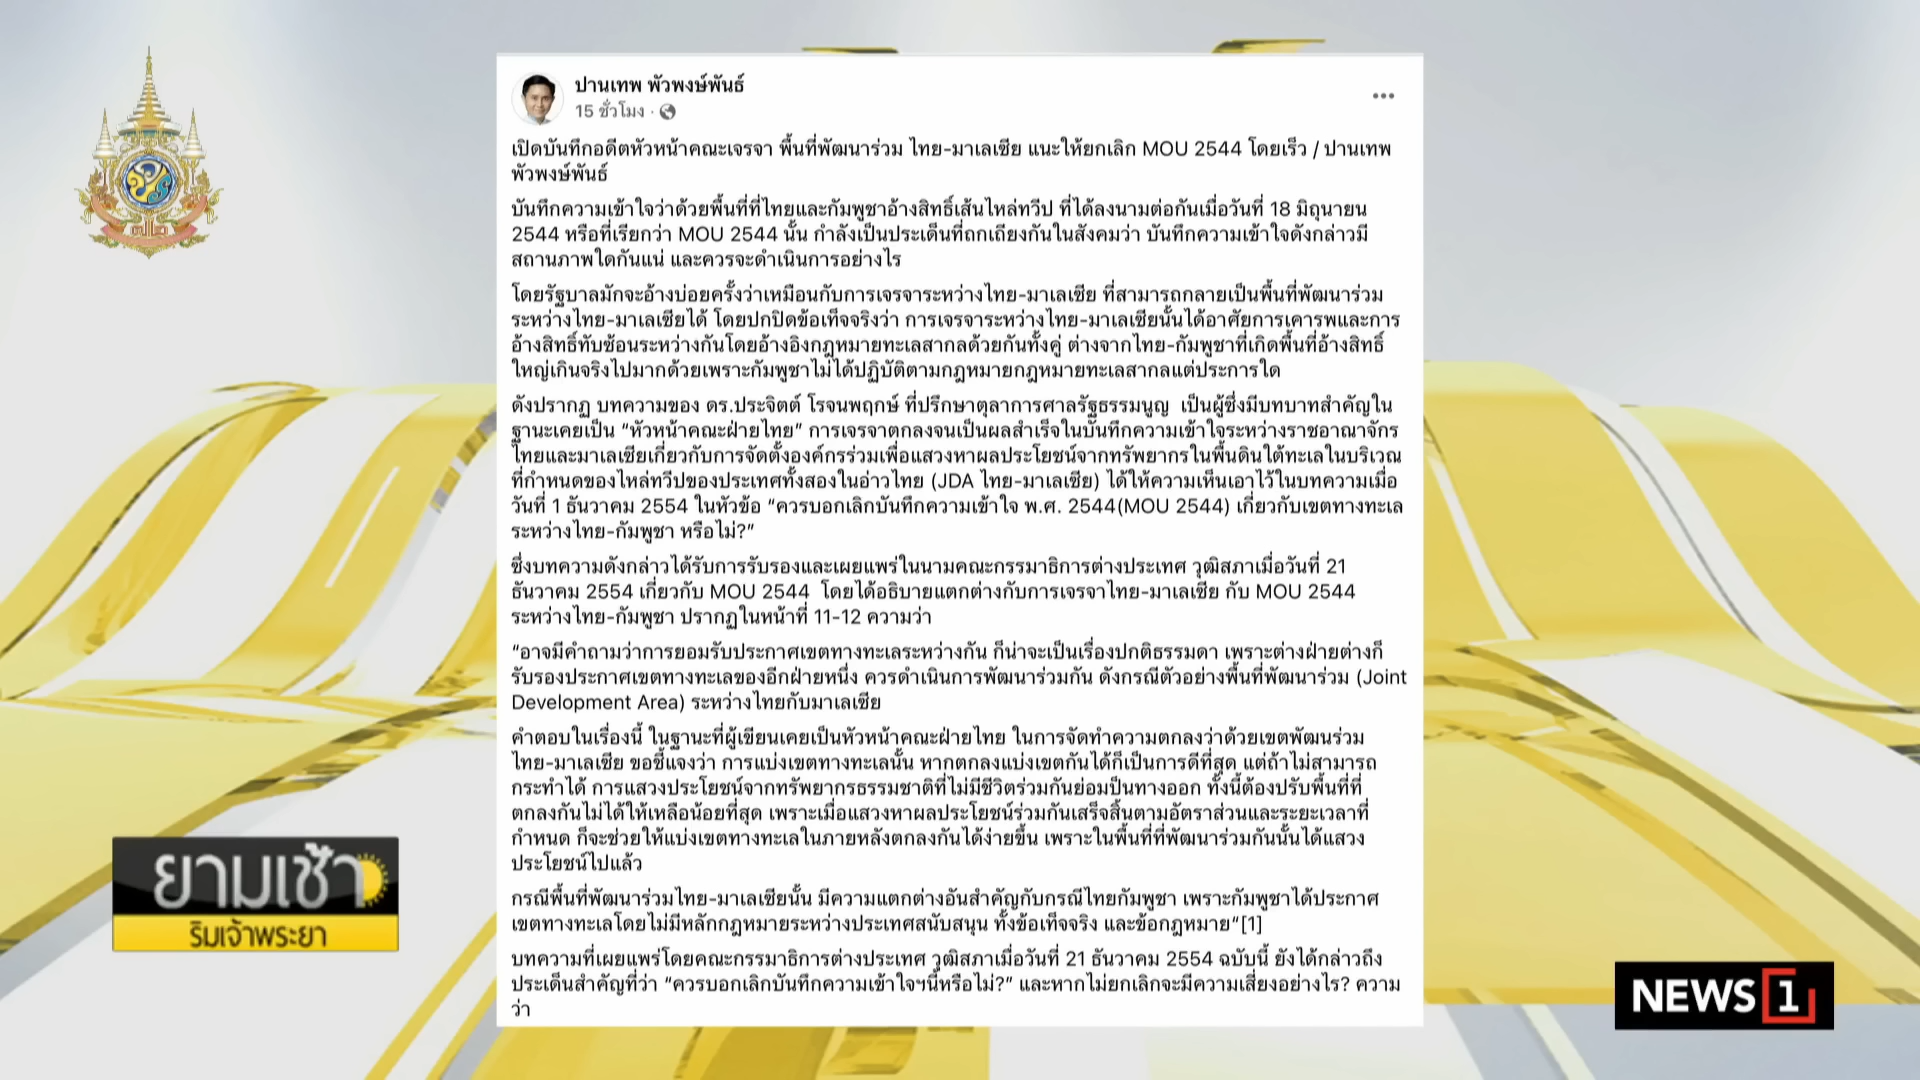 ปานเทพ พัวพงษ์พันธ์
15 ชั่วโมง ·
เปิดบันทึกอดีตหัวหน้าคณะเจรจา พื้นที่พัฒนาร่วม ไทย-มาเลเซีย แนะให้ยกเลิก MOU 2544 โดยเร็ว / ปานเทพ
พัวพงษ์พันธ์
บันทึกความเข้าใจว่าด้วยพื้นที่ที่ไทยและกัมพูชาอ้างสิทธิ์เส้นไหล่ทวีป ที่ได้ลงนามต่อกันเมื่อวันที่ 18 มิถุนายน
2544 หรือที่เรียกว่า MOU 2544 นั้น กำลังเป็นประเด็นที่ถกเถียงกันในสังคมว่า บันทึกความเข้าใจดังกล่าวมี
สถานภาพใดกันแน่ และควรจะดำเนินการอย่างไร
โดยรัฐบาลมักจะอ้างบ่อยครั้งว่าเหมือนกับการเจรจาระหว่างไทย-มาเลเซีย ที่สามารถกลายเป็นพื้นที่พัฒนาร่วม
ระหว่างไทย-มาเลเซียได้ โดยปกปิดข้อเท็จจริงว่า การเจรจาระหว่างไทย-มาเลเซียนั้นได้อาศัยการเคารพและการ
อ้างสิทธิ์ทับซ้อนระหว่างกันโดยอ้างอิงกฎหมายทะเลสากลด้วยกันทั้งคู่ ต่างจากไทย-กัมพูชาที่เกิดพื้นที่อ้างสิทธิ์
ใหญ่เกินจริงไปมากด้วยเพราะกัมพูชาไม่ได้ปฏิบัติตามกฎหมายกฎหมายทะเลสากลแต่ประการใด
ดังปรากฏ บทความของ ดร.ประจิตต์ โรจนพฤกษ์ ที่ปรึกษาตุลาการศาลรัฐธรรมนูญ เป็นผู้ซึ่งมีบทบาทสำคัญใน
ฐานะเคยเป็น “หัวหน้าคณะฝ่ายไทย” การเจรจาตกลงจนเป็นผลสำเร็จในบันทึกความเข้าใจระหว่างราชอาณาจักร
ไทยและมาเลเซียเกี่ยวกับการจัดตั้งองค์กรร่วมเพื่อแสวงหาผลประโยชน์จากทรัพยากรในพื้นดินใต้ทะเลในบริเวณ
ที่กำหนดของไหล่ทวีปของประเทศทั้งสองในอ่าวไทย (JDA ไทย-มาเลเซีย) ได้ให้ความเห็นเอาไว้ในบทความเมื่อ
วันที่ 1 ธันวาคม 2554 ในหัวข้อ “ควรบอกเลิกบันทึกความเข้าใจ พ.ศ. 2544(MOU 2544) เกี่ยวกับเขตทางทะเล
ระหว่างไทย-กัมพูชา หรือไม่?”
ซึ่งบทความดังกล่าวได้รับการรับรองและเผยแพร่ในนามคณะกรรมาธิการต่างประเทศ วุฒิสภาเมื่อวันที่ 21
ธันวาคม 2554 เกี่ยวกับ MOU 2544 โดยได้อธิบายแตกต่างกับการเจรจาไทย-มาเลเซีย กับ MOU 2544
ระหว่างไทย-กัมพูชา ปรากฏในหน้าที่ 11-12 ความว่า
“อาจมีคำถามว่าการยอมรับประกาศเขตทางทะเลระหว่างกัน ก็น่าจะเป็นเรื่องปกติธรรมดา เพราะต่างฝ่ายต่างก็
รับรองประกาศเขตทางทะเลของอีกฝ่ายหนึ่ง ควรดำเนินการพัฒนาร่วมกัน ดังกรณีตัวอย่างพื้นที่พัฒนาร่วม (Joint
Development Area) ระหว่างไทยกับมาเลเซีย
คำตอบในเรื่องนี้ ในฐานะที่ผู้เขียนเคยเป็นหัวหน้าคณะฝ่ายไทย ในการจัดทำความตกลงว่าด้วยเขตพัฒนร่วม
ไทย-มาเลเซีย ขอชี้แจงว่า การแบ่งเขตทางทะเลนั้น หากตกลงแบ่งเขตกันได้ก็เป็นการดีที่สุด แต่ถ้าไม่สามารถ
กระทำได้ การแสวงประโยชน์จากทรัพยากรธรรมชาติที่ไม่มีชีวิตร่วมกันย่อมป็นทางออก ทั้งนี้ต้องปรับพื้นที่ที่
ตกลงกันไม่ได้ให้เหลือน้อยที่สุด เพราะเมื่อแสวงหาผลประโยชน์ร่วมกันเสร็จสิ้นตามอัตราส่วนและระยะเวลาที่
กำหนด ก็จะช่วยให้แบ่งเขตทางทะเลในภายหลังตกลงกันได้ง่ายขึ้น เพราะในพื้นที่ที่พัฒนาร่วมกันนั้นได้แสวง
ประโยชน์ไปแล้ว
กรณีพื้นที่พัฒนาร่วมไทย-มาเลเซียนั้น มีความแตกต่างอันสำคัญกับกรณีไทยกัมพูชา เพราะกัมพูชาได้ประกาศ
เขตทางทะเลโดยไม่มีหลักกฎหมายระหว่างประเทศสนับสนุน ทั้งข้อเท็จจริง และข้อกฎหมาย“[1]
บทความที่เผยแพร่โดยคณะกรรมาธิการต่างประเทศ วุฒิสภาเมื่อวันที่ 21 ธันวาคม 2554 ฉบับนี้ ยังได้กล่าวถึง
ประเด็นสำคัญที่ว่า “ควรบอกเลิกบันทึกความเข้าใจฯนี้หรือไม่?” และหากไม่ยกเลิกจะมีความเสี่ยงอย่างไร? ความ
ว่า
ยามเช้า
ริมเจ้าพระยา
NEWS 1
๗๒